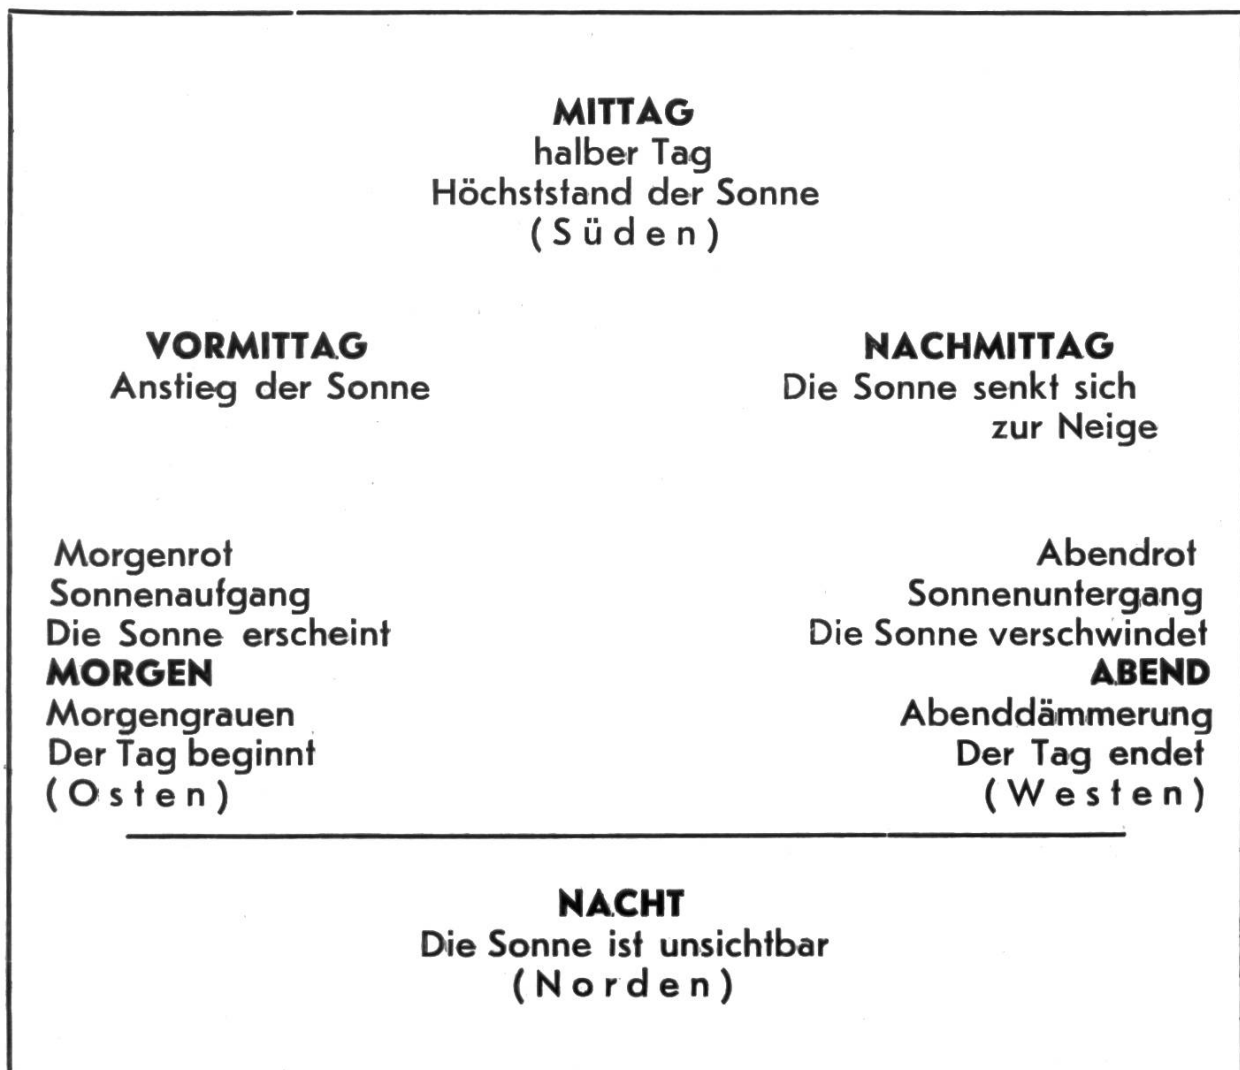 MITTAG
halber Tag
Höchststand der Sonne
(Süden)
VORMITTAG
Anstieg der Sonne
NACHMITTAG
Die Sonne senkt sich
zur Neige
Morgenrot
Sonnenaufgang
Die Sonne erscheint
MORGEN
Morgengrauen
Der Tag beginnt
(Osten)
Abendrot
Sonnenuntergang
Die Sonne verschwindet
ABEND
Abenddämmerung
Der Tag endet
(Westen)
NACHT
Die Sonne ist unsichtbar
(Norden)